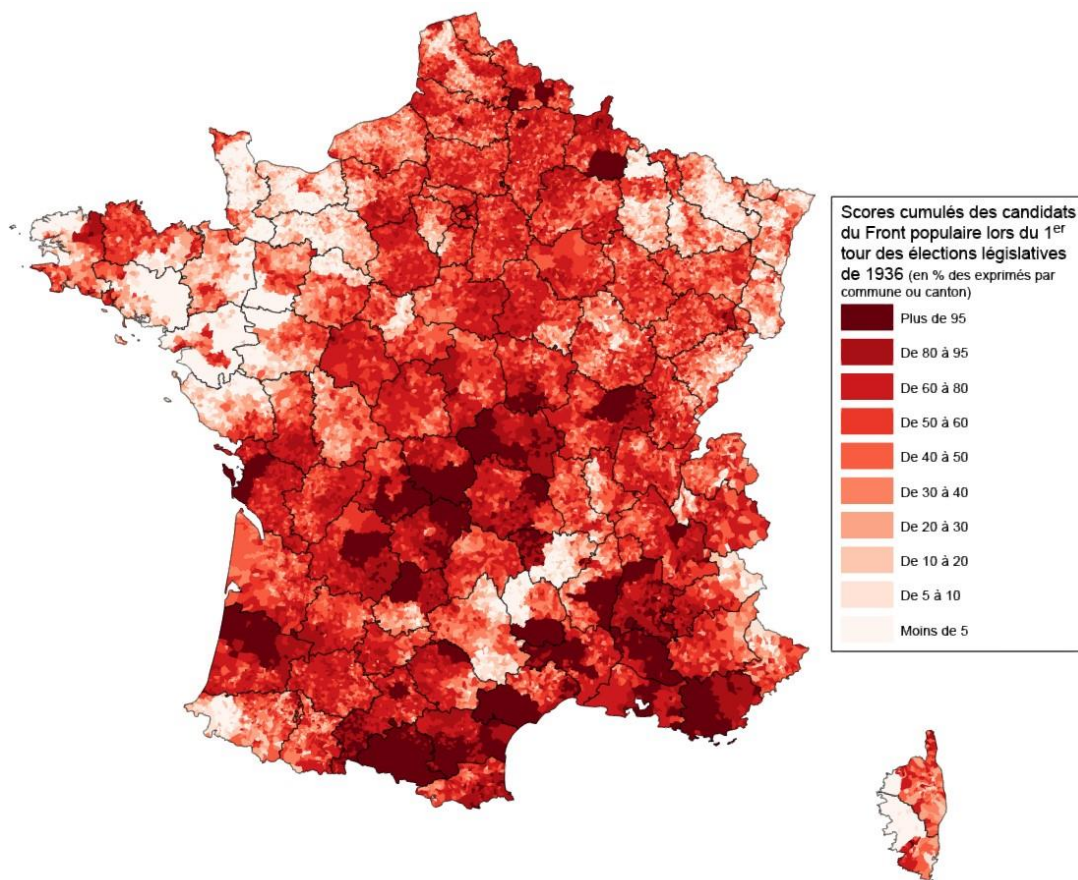 Scores cumulés des candidats
du Front populaire lors du 1er
tour des élections législatives
de 1936 (en % des exprimés par
commune ou canton)
Plus de 95
De 80 à 95
De 60 à 80
De 50 à 60
De 40 à 50
De 30 à 40
De 20 à 30
De 10 à 20
De 5 à 10
Moins de 5